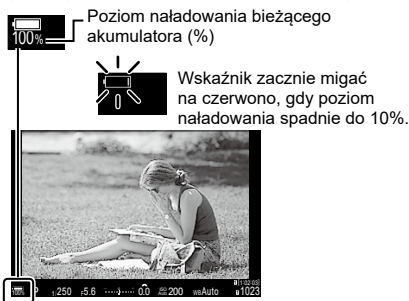 100%
Poziom naładowania bieżącego
akumulatora (%)
Wskaźnik zacznie migać
na czerwono, gdy poziom
naładowania spadnie do 10%.
100% P 1/250 F5.6 0.0 200 WB Auto 1023